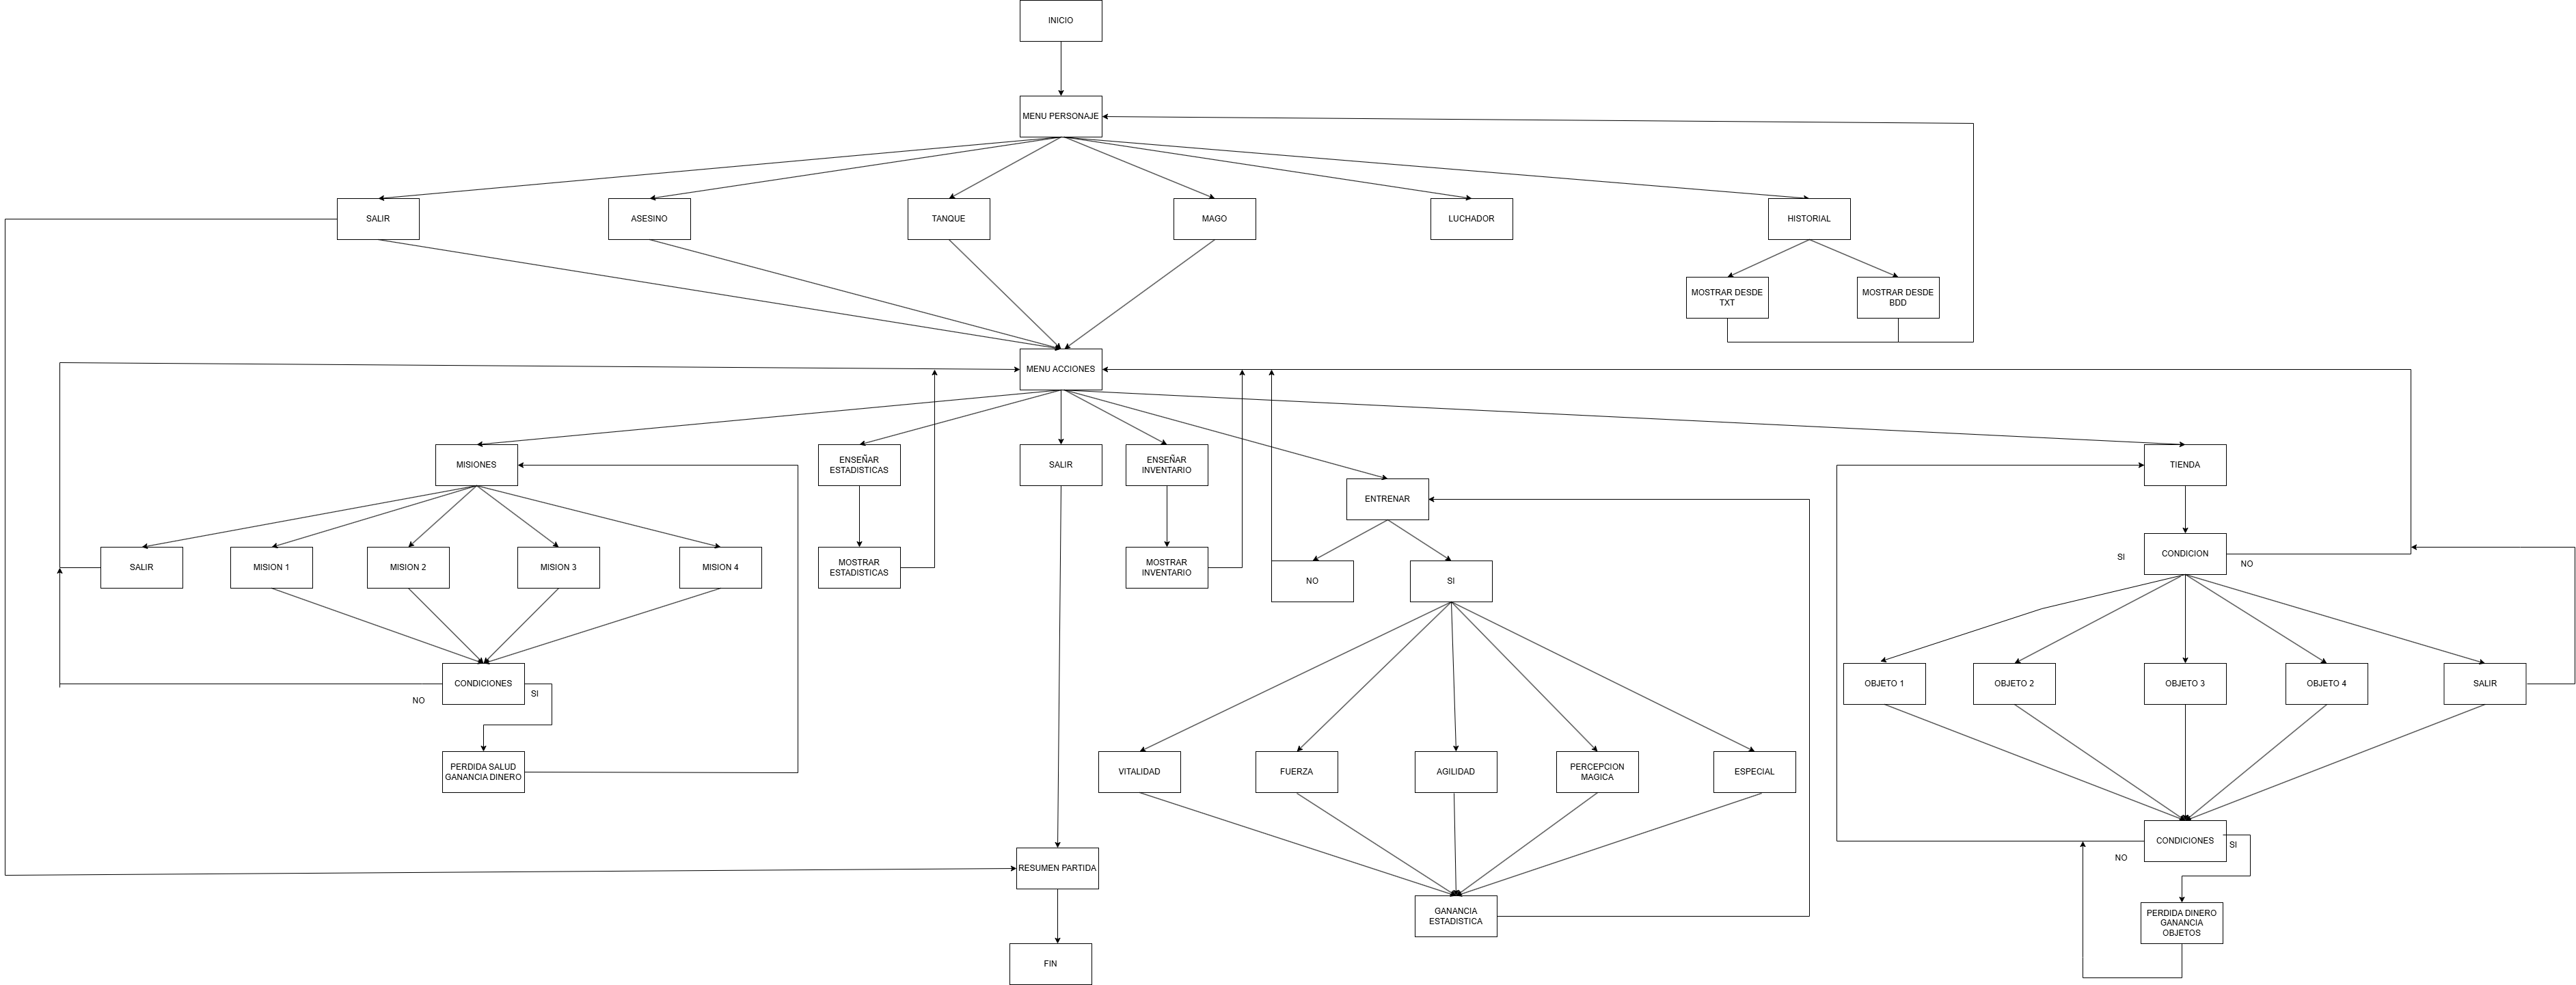 INICIO
MENU PERSONAJE
SALIR
ASESINO
TANQUE
MAGO
LUCHADOR
HISTORIAL
MOSTRAR DESDE
TXT
MOSTRAR DESDE
BDD
MENU ACCIONES
MISIONES
ENSEÑAR
ESTADISTICAS
SALIR
ENSEÑAR
INVENTARIO
ENTRENAR
TIENDA
SALIR
MISION 1
MISION 2
MISION 3
MISION 4
MOSTRAR
ESTADISTICAS
MOSTRAR
INVENTARIO
NO
SI
SI
CONDICION
NO
CONDICIONES
NO
SI
OBJETO 1
OBJETO 2
OBJETO 3
OBJETO 4
SALIR
PERDIDA SALUD
GANANCIA DINERO
VITALIDAD
FUERZA
AGILIDAD
PERCEPCION
MAGICA
ESPECIAL
CONDICIONES
SI
NO
RESUMEN PARTIDA
GANANCIA
ESTADISTICA
PERDIDA DINERO
GANANCIA
OBJETOS
FIN